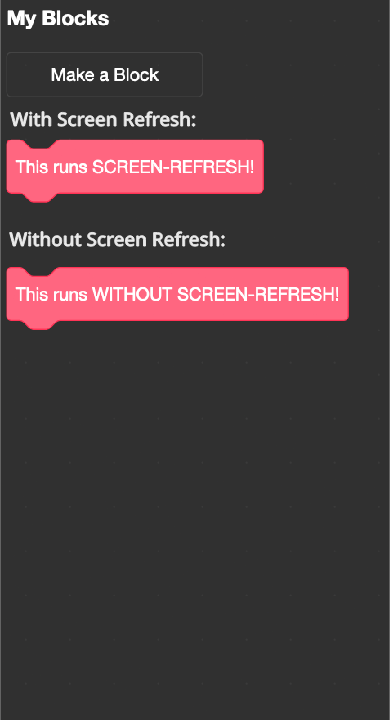 My Blocks
Make a Block
With Screen Refresh:
This runs SCREEN-REFRESH!
Without Screen Refresh:
This runs WITHOUT SCREEN-REFRESH!